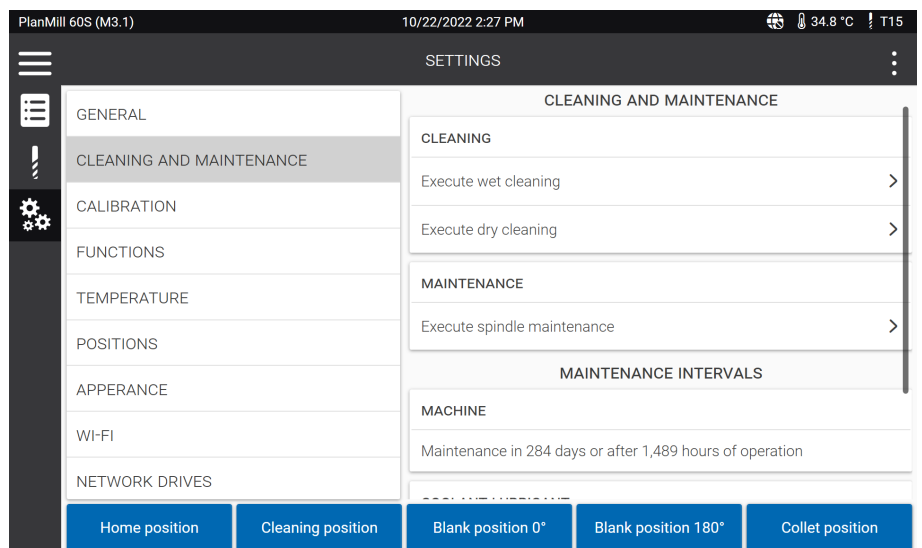 PlanMill 60S (M3.1) 10/22/2022 2:27 PM 34.8 °C T15
SETTINGS
GENERAL
CLEANING AND MAINTENANCE
CALIBRATION
FUNCTIONS
TEMPERATURE
POSITIONS
APPERANCE
WI-FI
NETWORK DRIVES
CLEANING AND MAINTENANCE
CLEANING
Execute wet cleaning
Execute dry cleaning
MAINTENANCE
Execute spindle maintenance
MAINTENANCE INTERVALS
MACHINE
Maintenance in 284 days or after 1,489 hours of operation
Home position Cleaning position Blank position 0° Blank position 180° Collet position